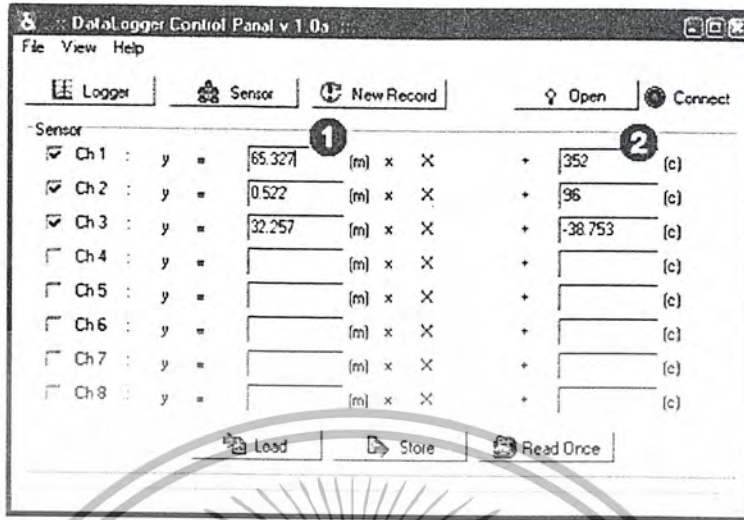 .:: DataLogger Control Panal v 1.0a ::.
File View Help
Logger Sensor New Record Open Connect
Sensor 1 2
Ch 1 : y = 65.327 (m) x X + 352 (c)
Ch 2 : y = 0.522 (m) x X + 96 (c)
Ch 3 : y = 32.257 (m) x X + -38.753 (c)
Ch 4 : y = (m) x X + (c)
Ch 5 : y = (m) x X + (c)
Ch 6 : y = (m) x X + (c)
Ch 7 : y = (m) x X + (c)
Ch 8 : y = (m) x X + (c)
Load Store Read Once